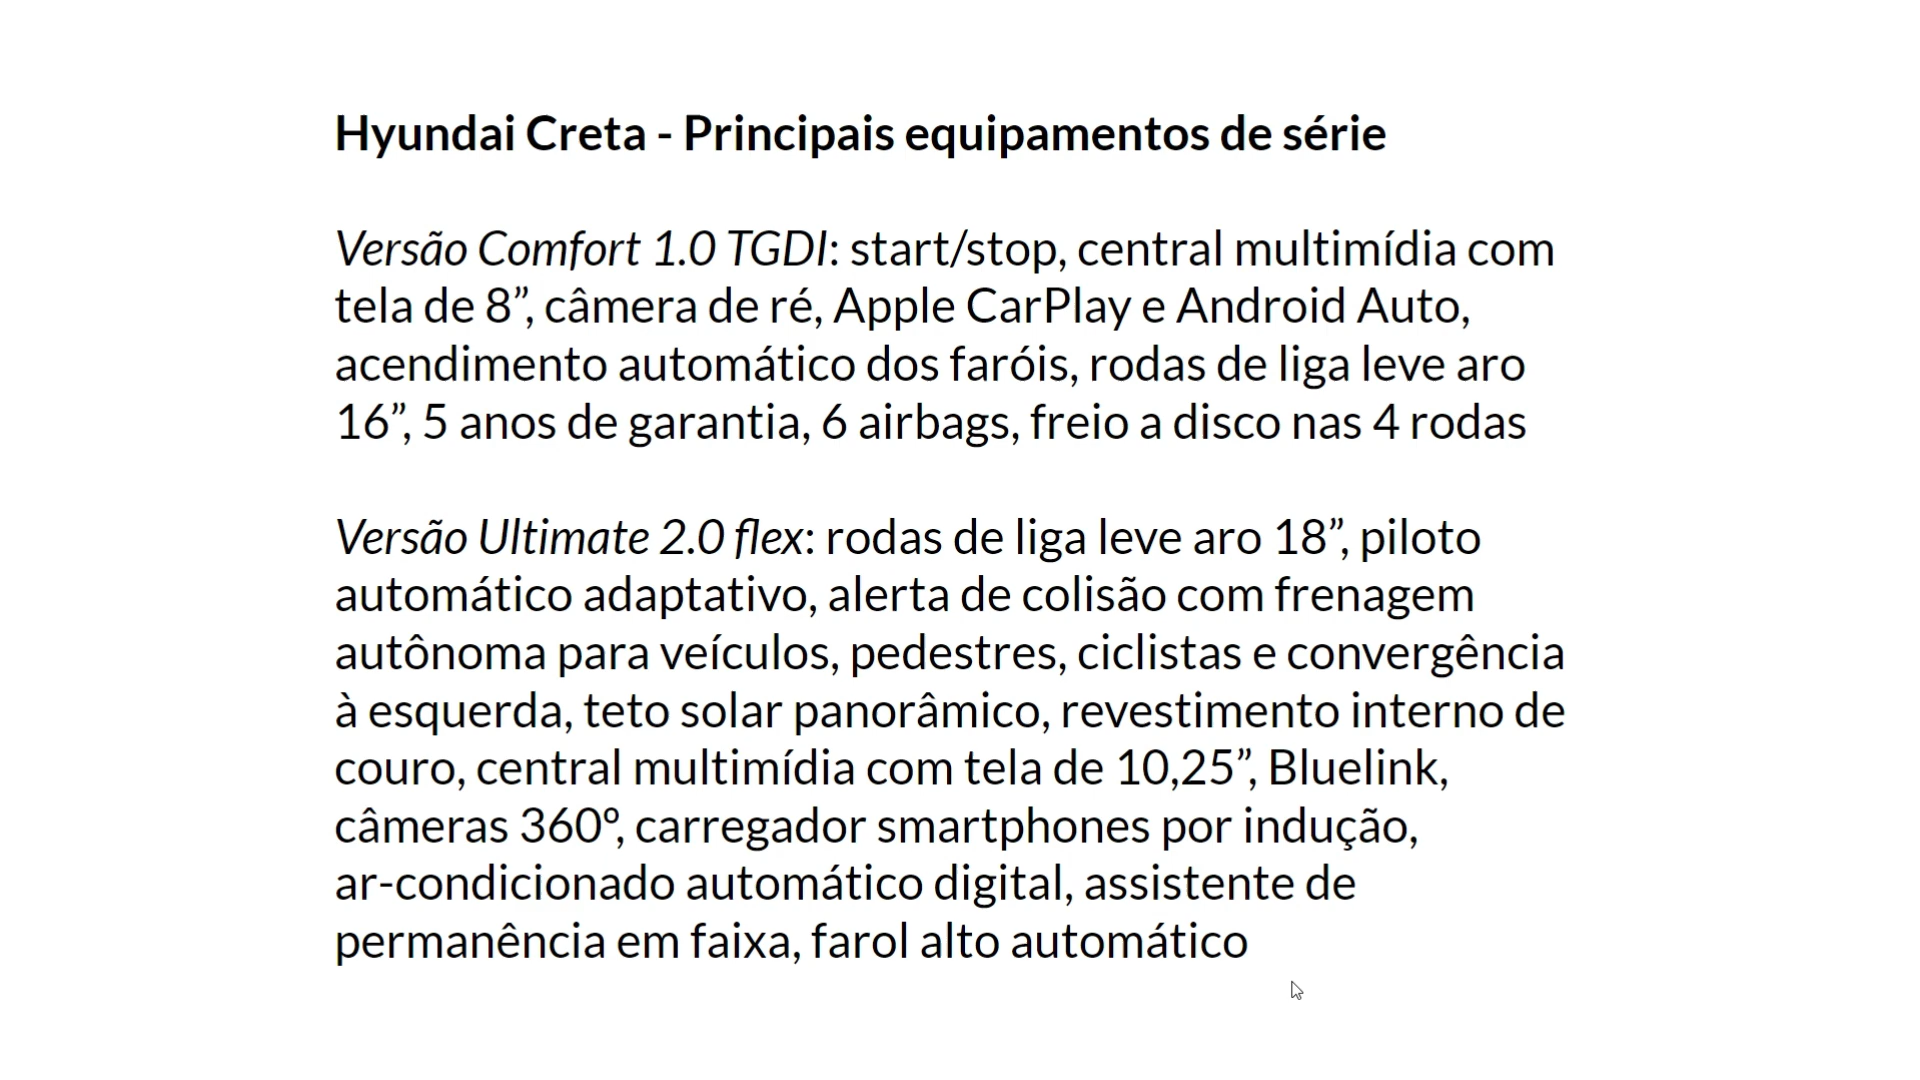 Hyundai Creta - Principais equipamentos de série
Versão Comfort 1.0 TGDI: start/stop, central multimídia com
tela de 8”, câmera de ré, Apple CarPlay e Android Auto,
acendimento automático dos faróis, rodas de liga leve aro
16”, 5 anos de garantia, 6 airbags, freio a disco nas 4 rodas
Versão Ultimate 2.0 flex: rodas de liga leve aro 18”, piloto
automático adaptativo, alerta de colisão com frenagem
autônoma para veículos, pedestres, ciclistas e convergência
à esquerda, teto solar panorâmico, revestimento interno de
couro, central multimídia com tela de 10,25”, Bluelink,
câmeras 360º, carregador smartphones por indução,
ar-condicionado automático digital, assistente de
permanência em faixa, farol alto automático